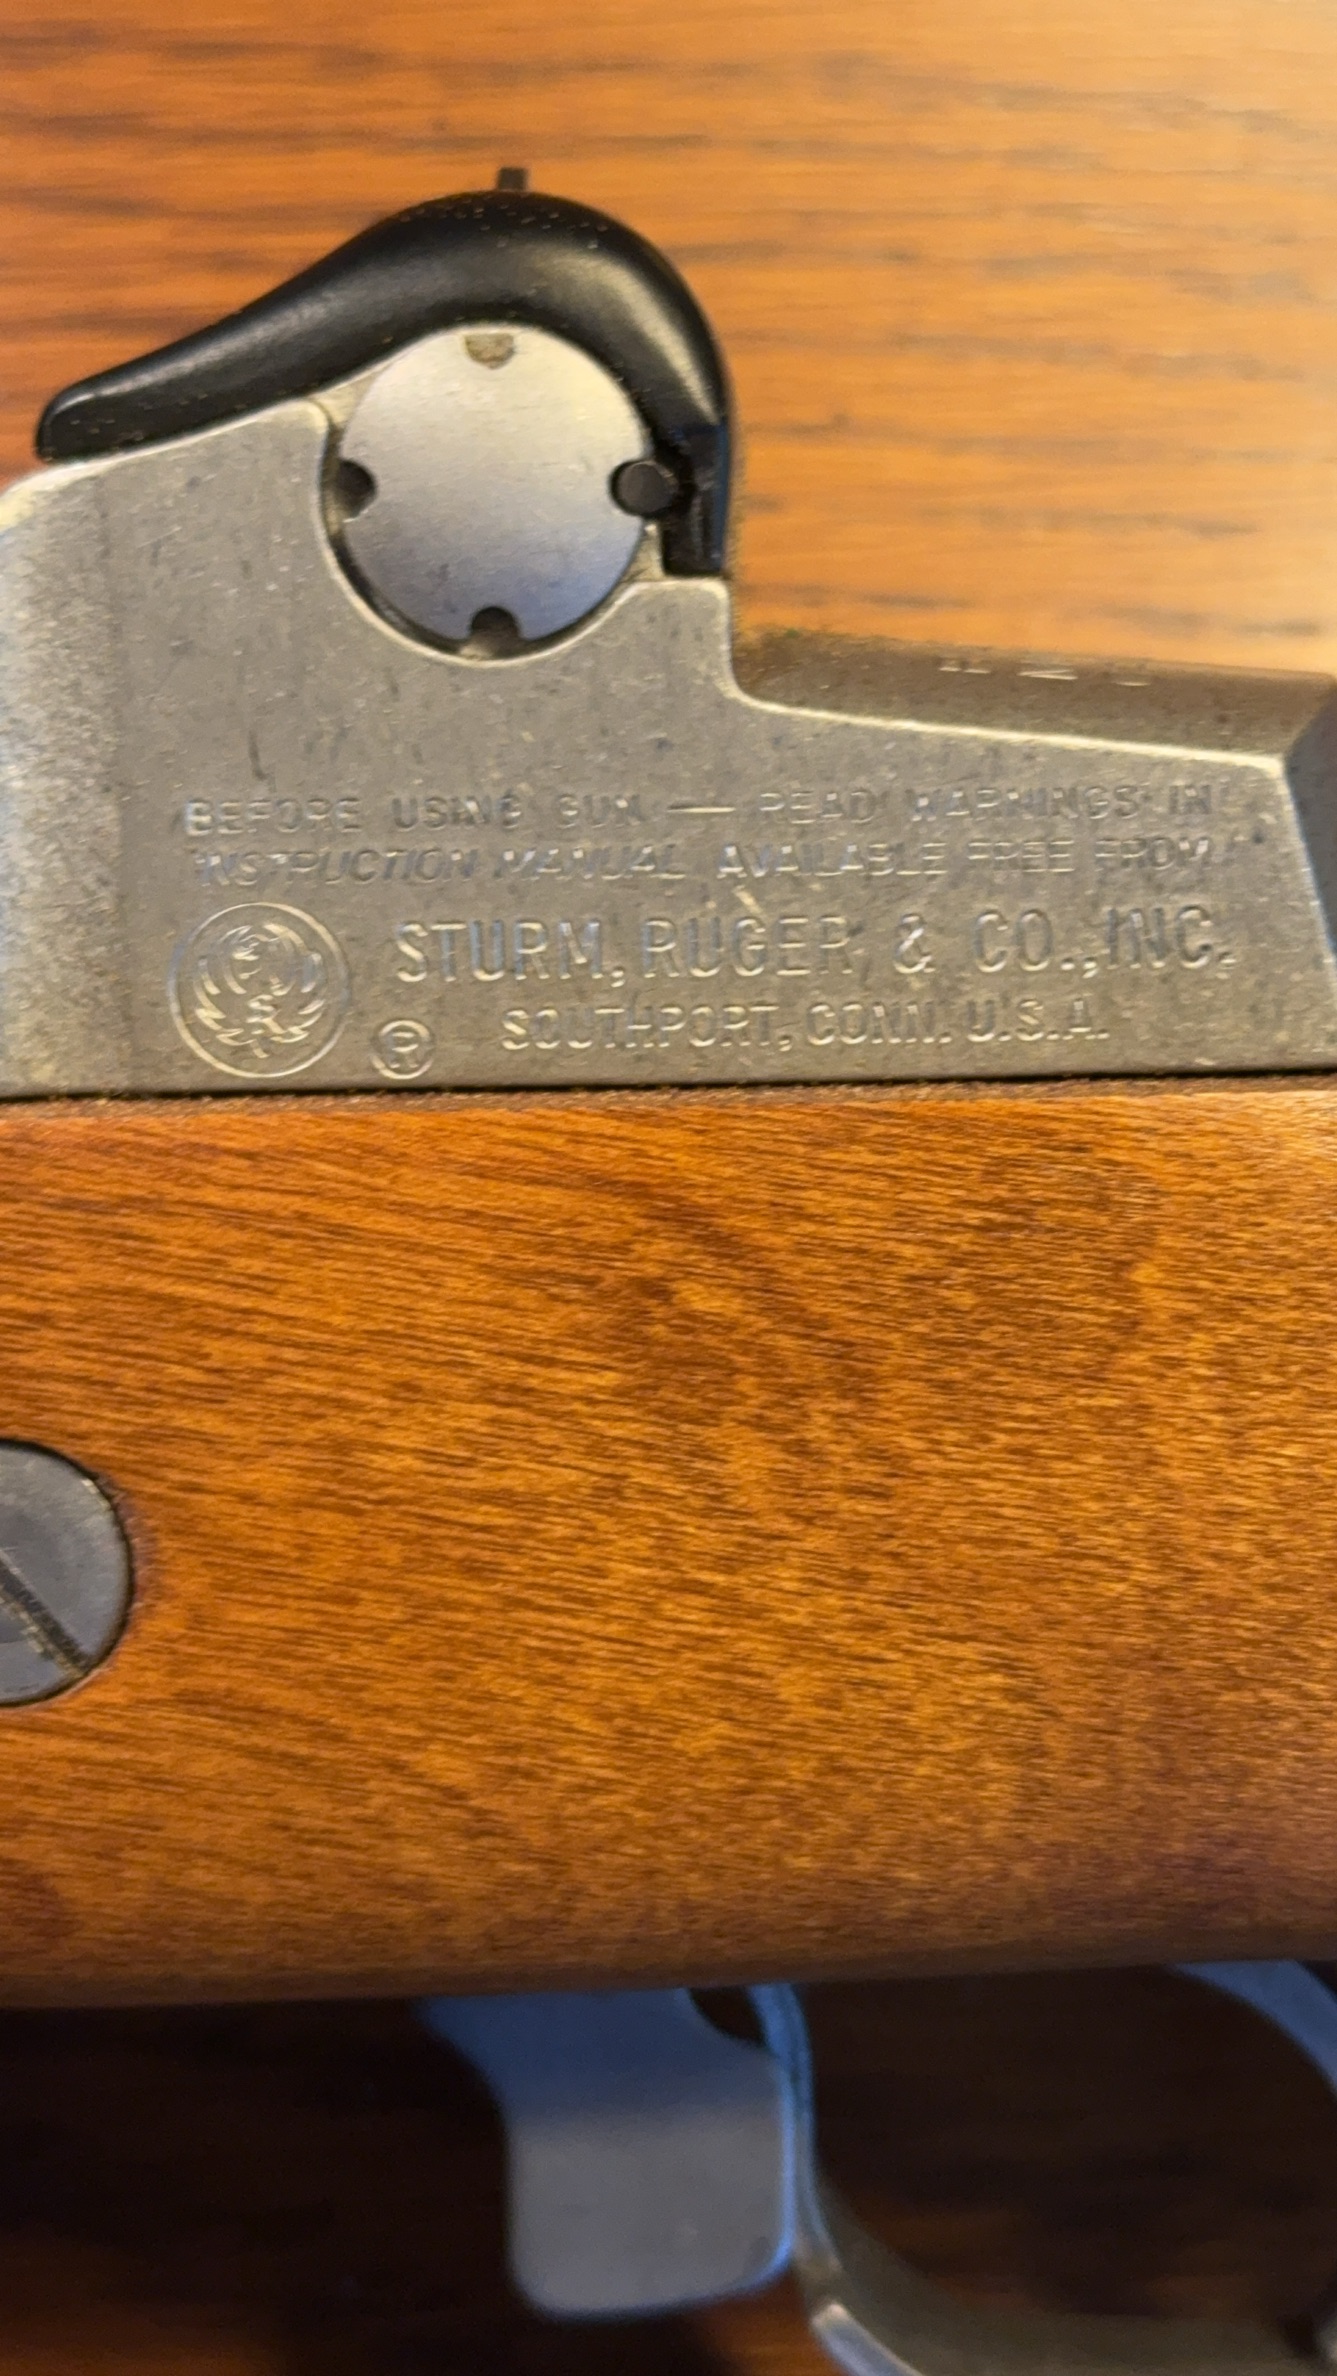 BEFORE USING GUN — READ WARNINGS IN
INSTRUCTION MANUAL AVAILABLE FREE FROM
STURM, RUGER & CO., INC.
® SOUTHPORT, CONN. U.S.A.